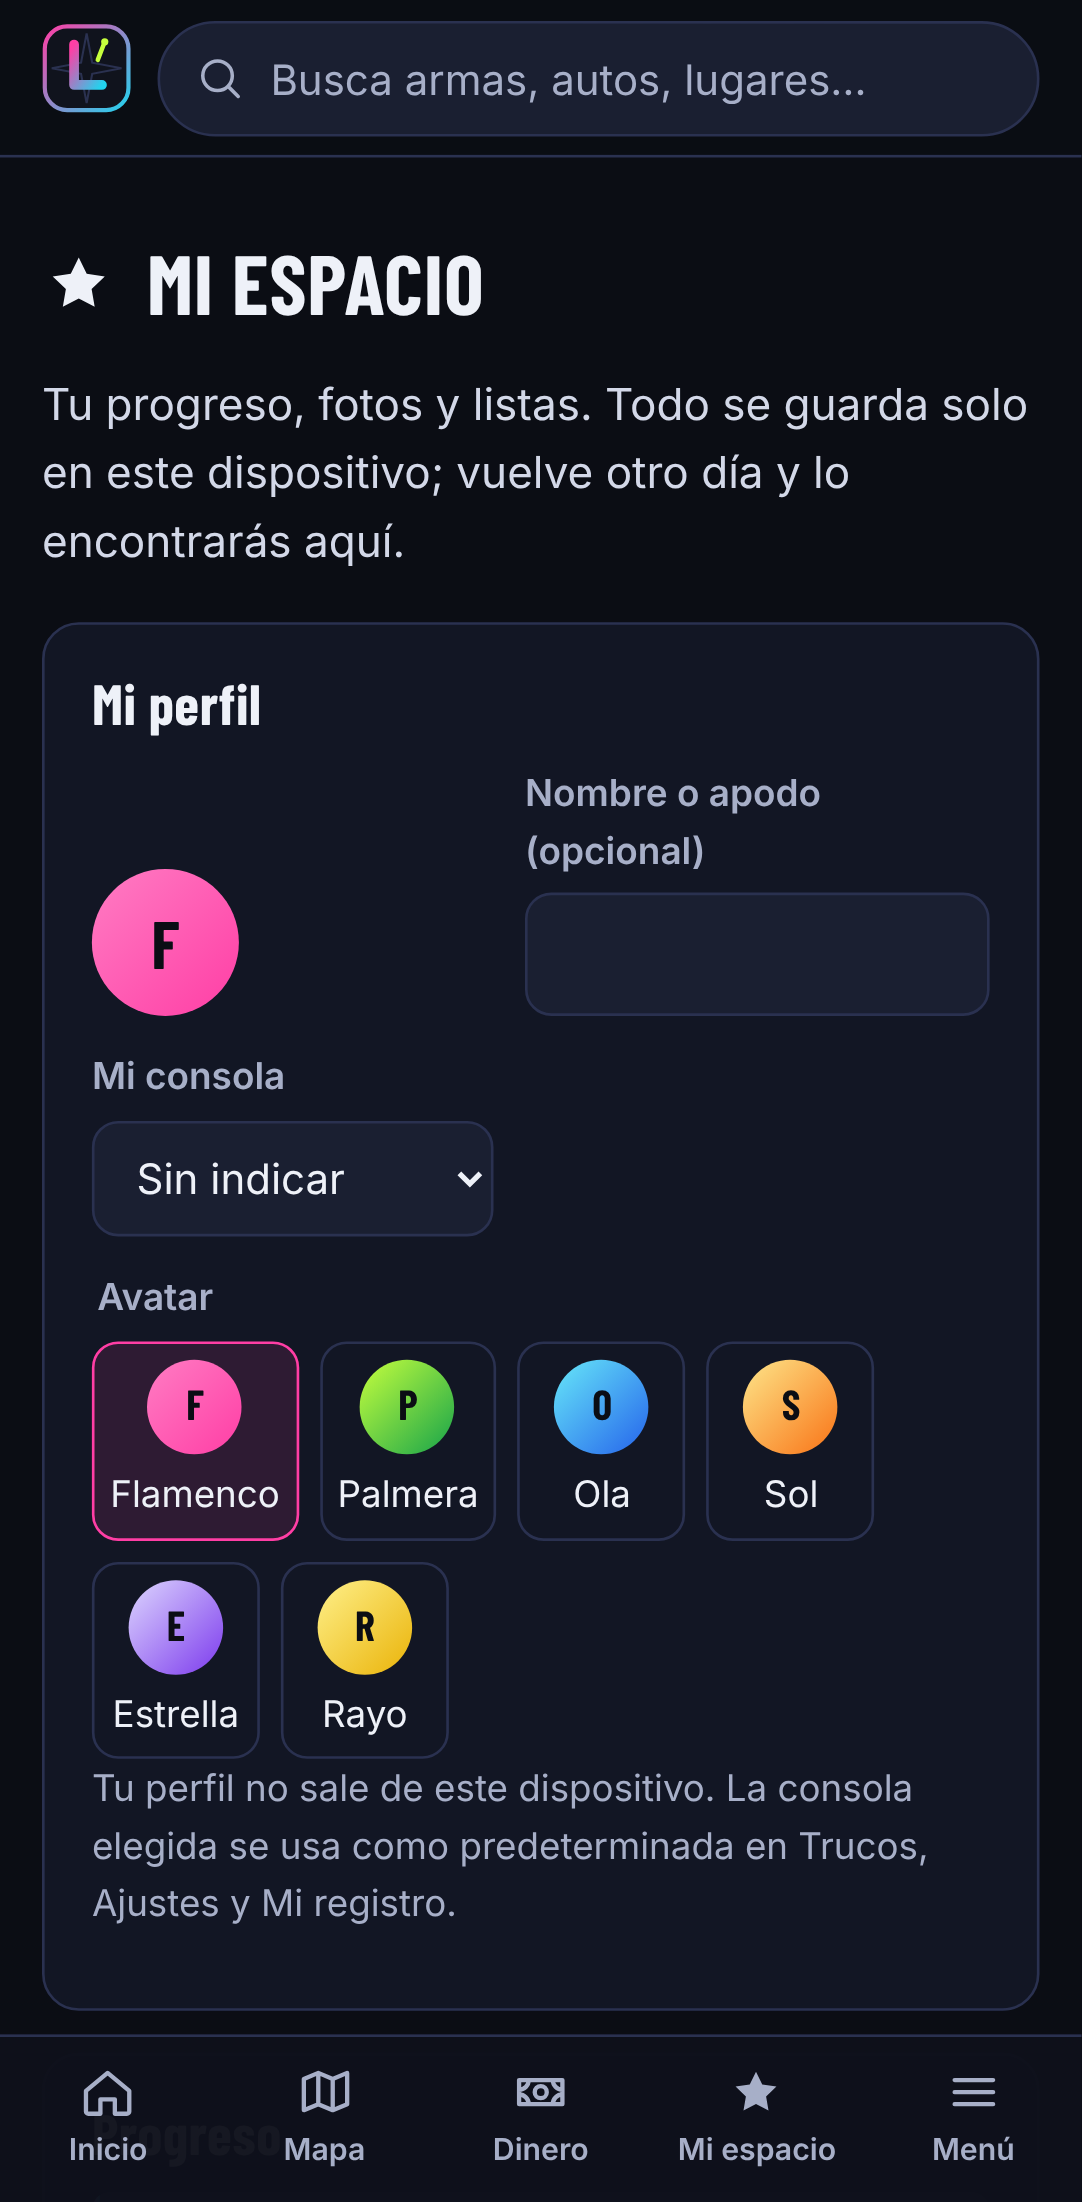 L
Busca armas, autos, lugares...
MI ESPACIO
Tu progreso, fotos y listas. Todo se guarda solo
en este dispositivo; vuelve otro día y lo
encontrarás aquí.
Mi perfil
Nombre o apodo
(opcional)
F
Mi consola
Sin indicar
Avatar
F
Flamenco
P
Palmera
O
Ola
S
Sol
E
Estrella
R
Rayo
Tu perfil no sale de este dispositivo. La consola
elegida se usa como predeterminada en Trucos,
Ajustes y Mi registro.
Progreso
Inicio
Mapa
Dinero
Mi espacio
Menú